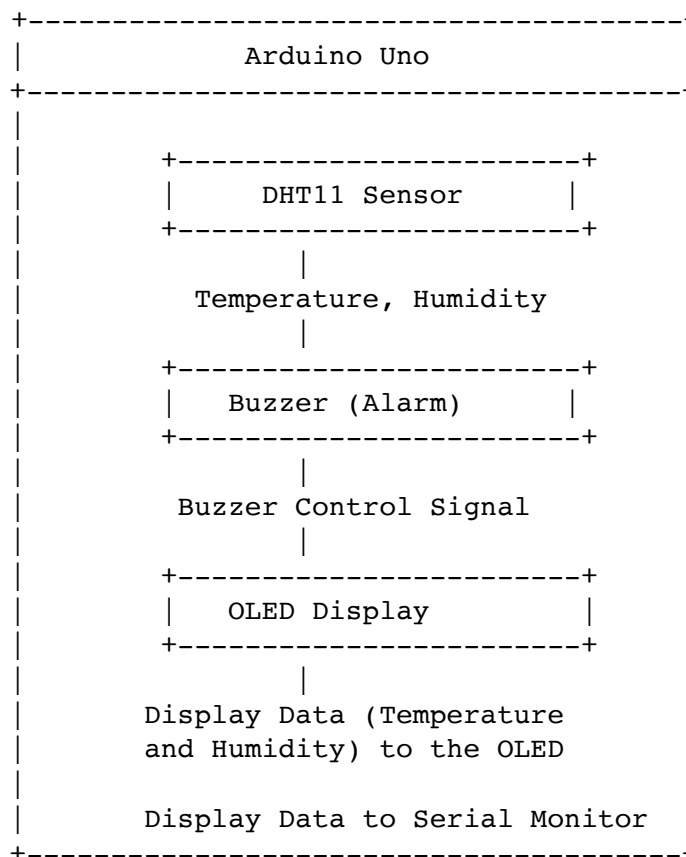 Arduino Uno
DHT11 Sensor
Temperature, Humidity
Buzzer (Alarm)
Buzzer Control Signal
OLED Display
Display Data (Temperature
and Humidity) to the OLED
Display Data to Serial Monitor